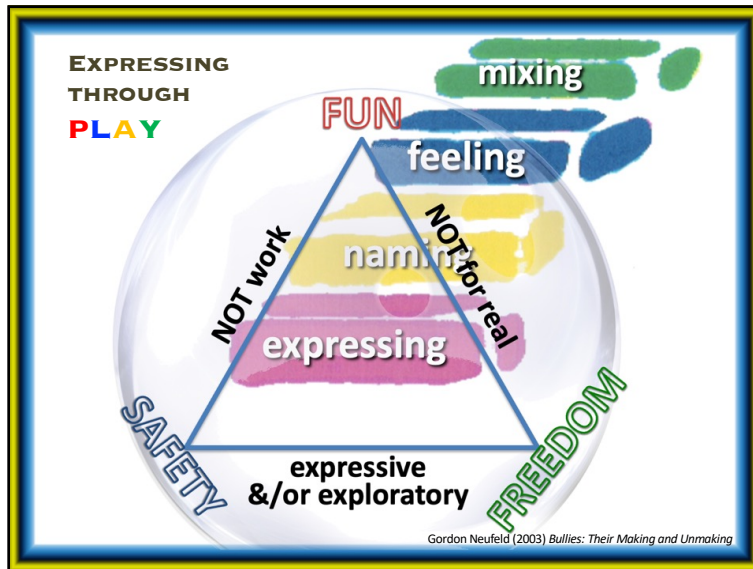 EXPRESSING
THROUGH
PLAY
mixing
FUN
feeling
NOT work
naming
NOT for real
expressing
SAFETY
FREEDOM
expressive
&/or exploratory
Gordon Neufeld (2003) Bullies: Their Making and Unmaking